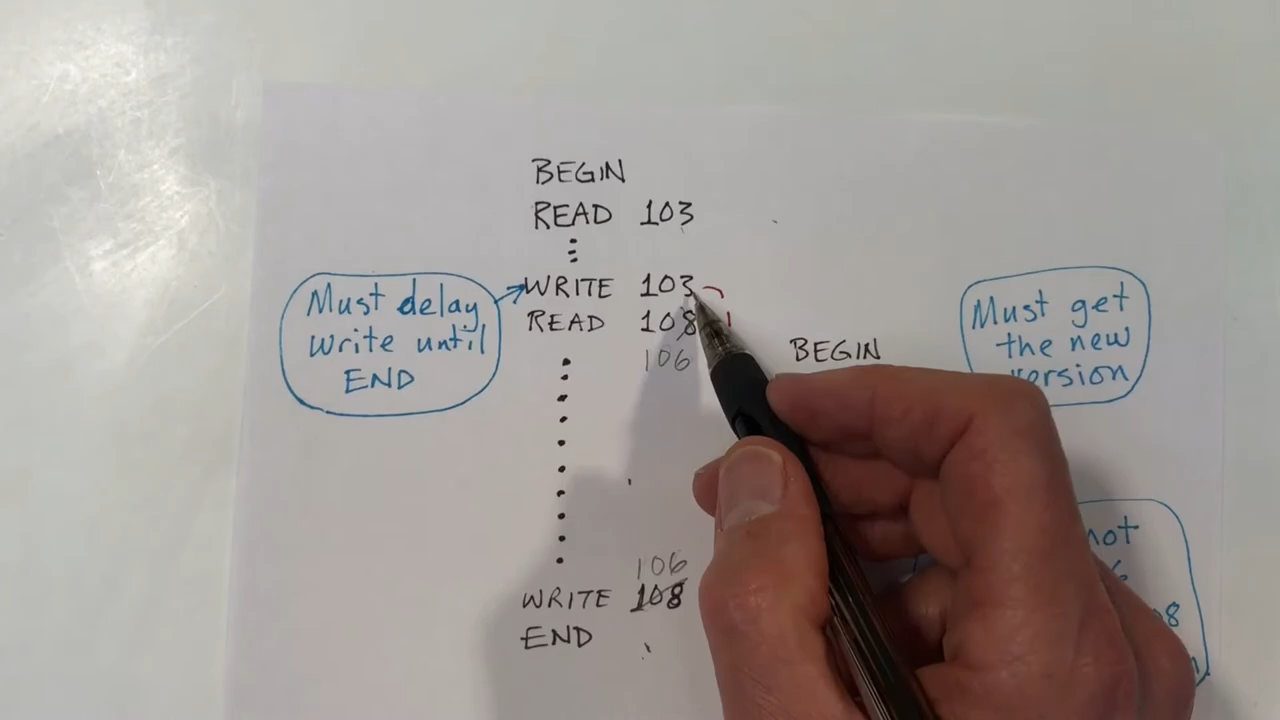 BEGIN
READ 103
WRITE 103
READ 108
106
106
WRITE 108
END
Must delay
write until
END
BEGIN
Must get
the new
version
not